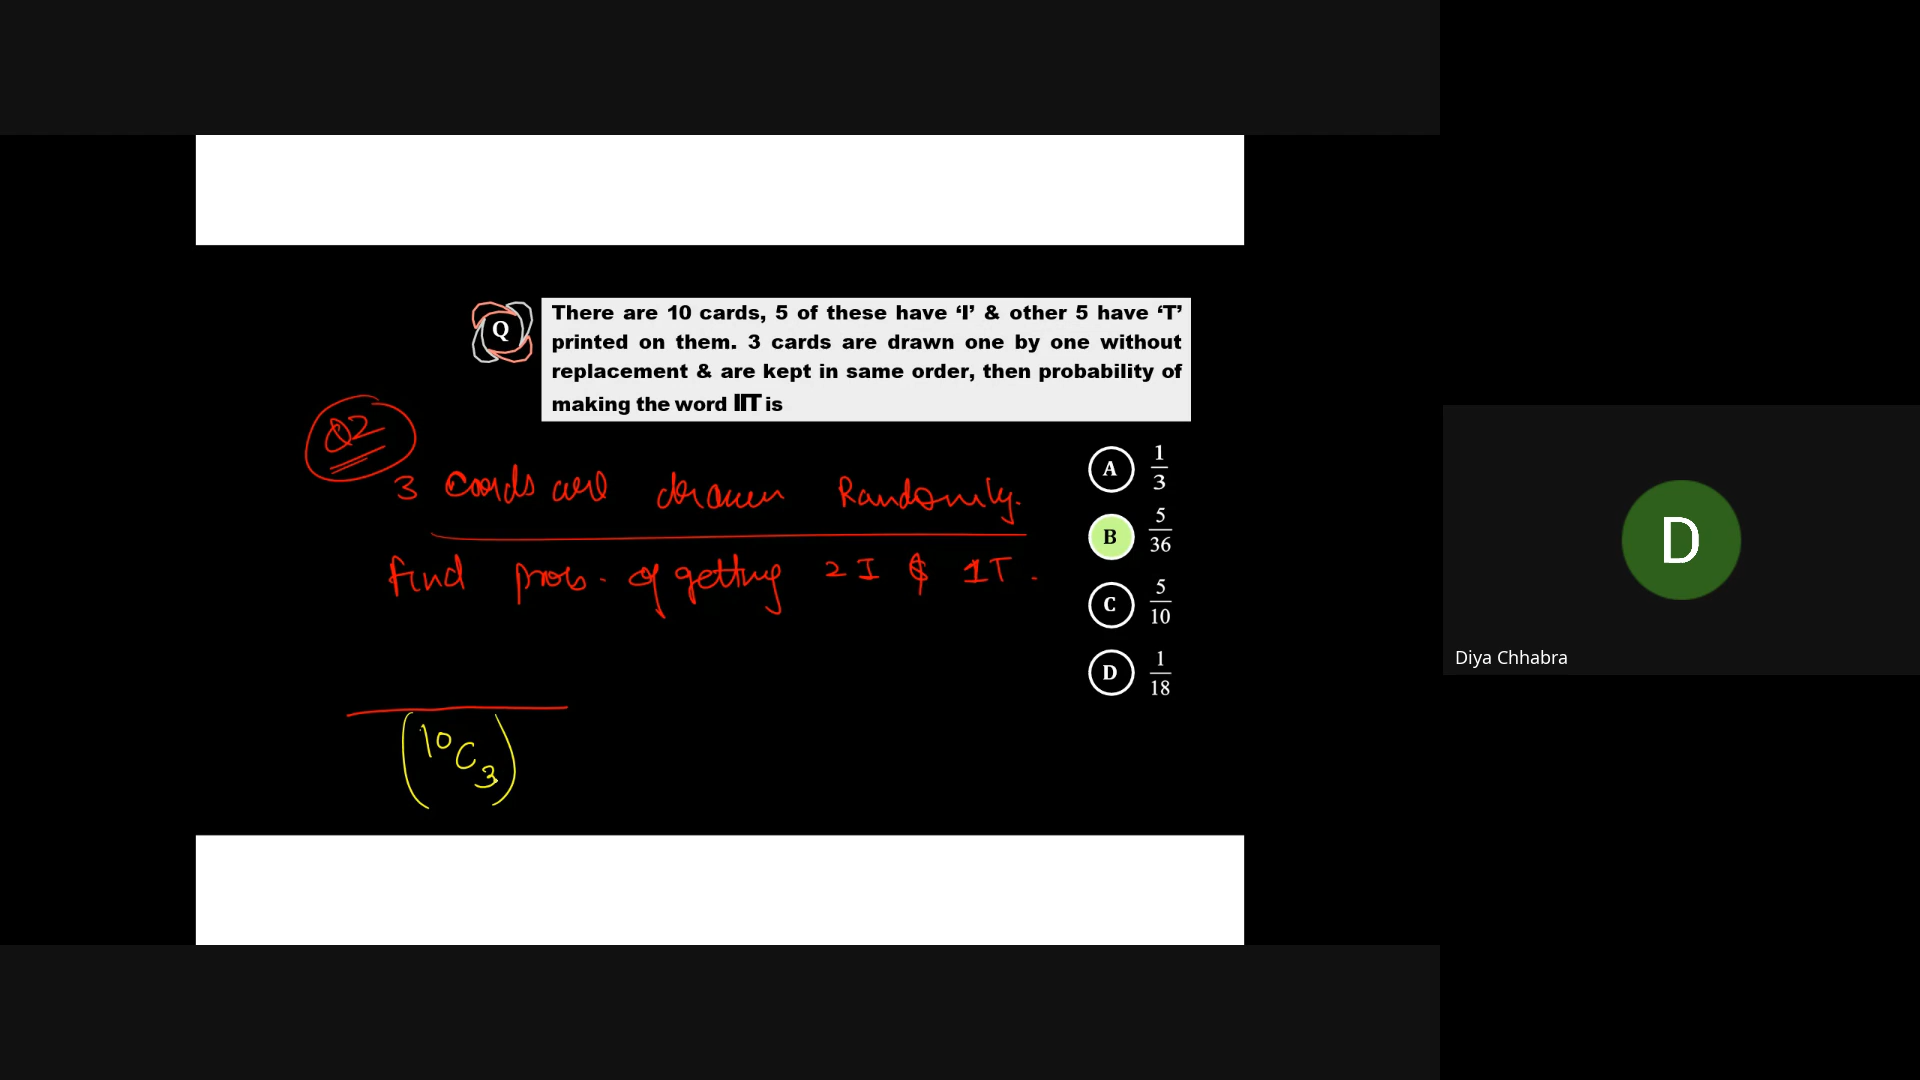 Q
There are 10 cards, 5 of these have ‘I’ & other 5 have ‘T’
printed on them. 3 cards are drawn one by one without
replacement & are kept in same order, then probability of
making the word IIT is
Q2
3 cards are drawn Randomly.
find prob. of getting 2 I & 1T.
A 1/3
B 5/36
C 5/10
D 1/18
(10C3)
D
Diya Chhabra